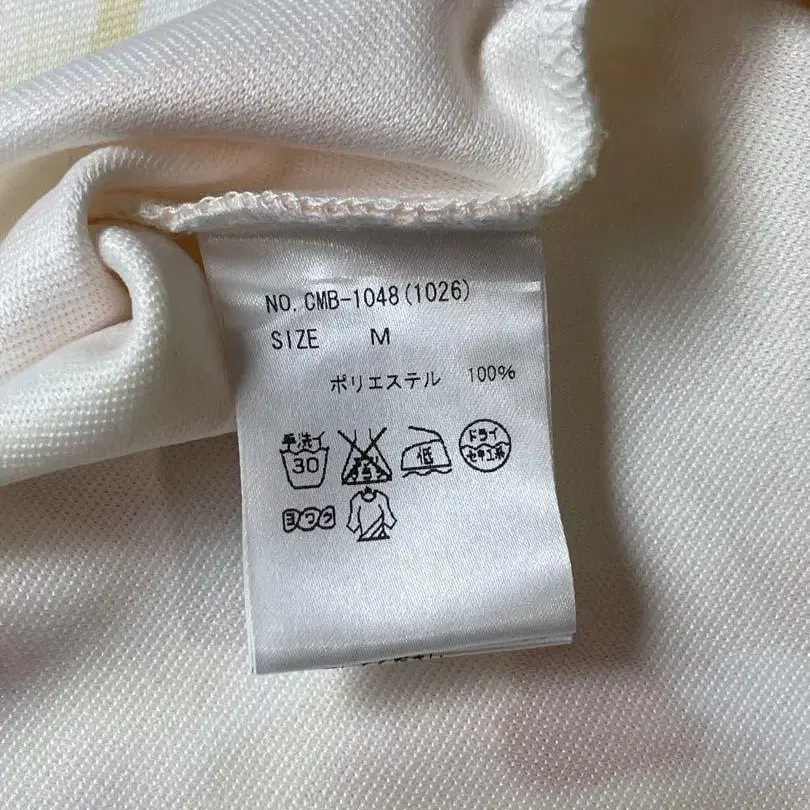 NO. CMB-1048(1026)
SIZE M
ポリエステル 100%
手洗イ
30
低
ドライ
セキユ系
ヨワク